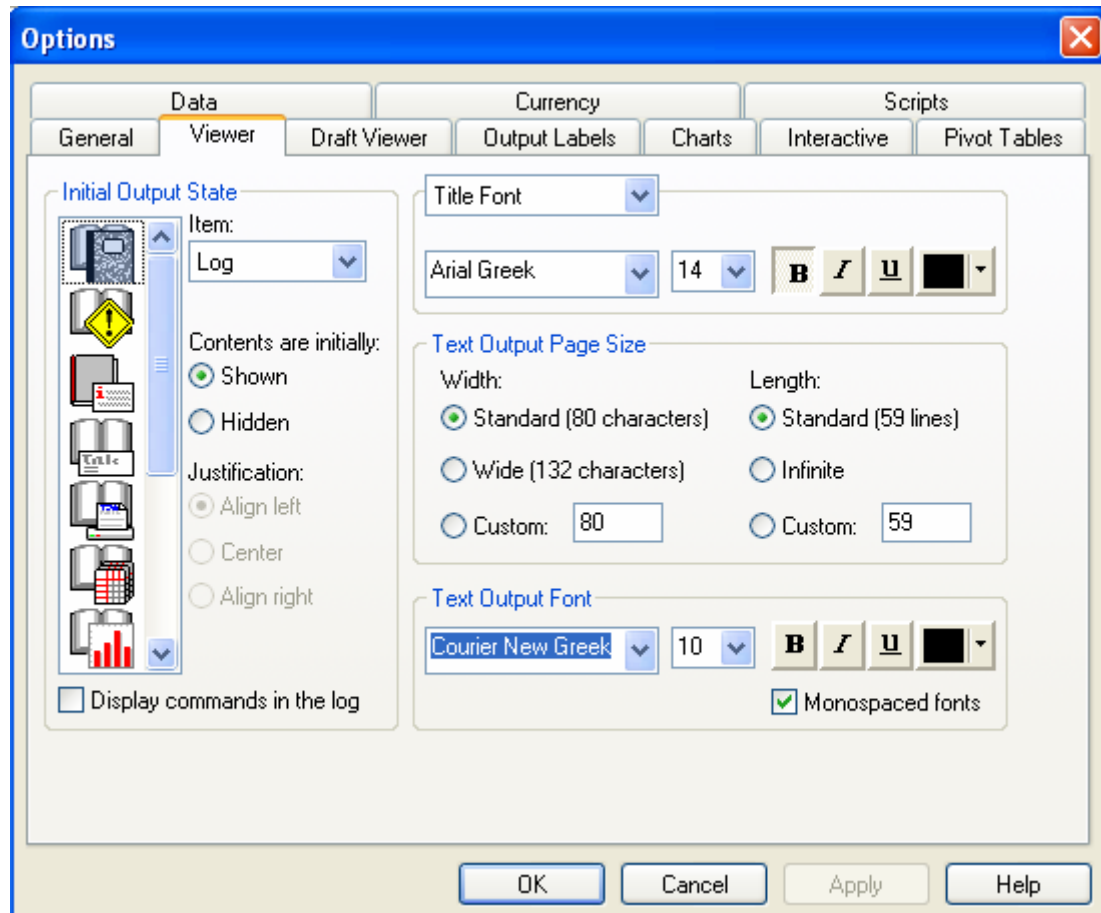 Options
Data Currency Scripts
General Viewer Draft Viewer Output Labels Charts Interactive Pivot Tables
Initial Output State
Item:
Log
Contents are initially:
Shown
Hidden
Justification:
Align left
Center
Align right
Display commands in the log
Title Font
Arial Greek 14 B I U
Text Output Page Size
Width: Length:
Standard (80 characters) Standard (59 lines)
Wide (132 characters) Infinite
Custom: 80 Custom: 59
Text Output Font
Courier New Greek 10 B I U
Monospaced fonts
OK Cancel Apply Help